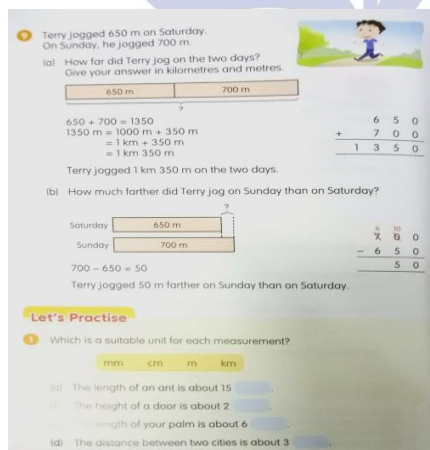 Terry jogged 650 m on Saturday.
On Sunday, he jogged 700 m.
(a) How far did Terry jog on the two days?
Give your answer in kilometres and metres.
650 m 700 m
?
650 + 700 = 1350
1350 m = 1000 m + 350 m
= 1 km + 350 m
= 1 km 350 m
6 5 0
+ 7 0 0
1 3 5 0
Terry jogged 1 km 350 m on the two days.
(b) How much farther did Terry jog on Sunday than on Saturday?
?
Saturday 650 m
Sunday 700 m
6 10
7 0 0
− 6 5 0
5 0
700 − 650 = 50
Terry jogged 50 m farther on Sunday than on Saturday.
Let's Practise
1 Which is a suitable unit for each measurement?
mm cm m km
(a) The length of an ant is about 15 .
The height of a door is about 2 .
length of your palm is about 6 .
(d) The distance between two cities is about 3 .